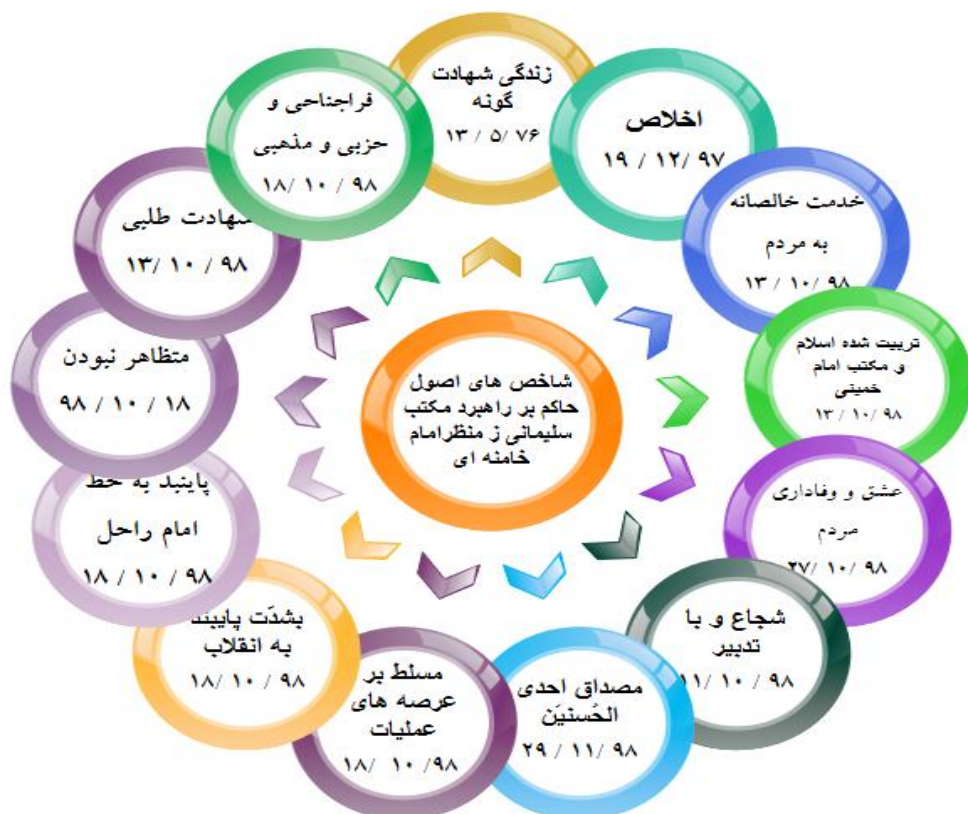 شاخص های اصول
حاکم بر راهبرد مکتب
سلیمانی ز منظرامام
خامنه ای
زندگی شهادت
گونه
۱۳ / ۵/ ۷۶
اخلاص
۱۹ / ۱۲/ ۹۷
خدمت خالصانه
به مردم
۱۳ / ۱۰/ ۹۸
تربیت شده اسلام
و مکتب امام
خمینی
۱۳ / ۱۰/ ۹۸
عشق و وفاداری
مردم
۲۷/ ۱۰/ ۹۸
شجاع و با
تدبیر
۱۱/ ۱۰ / ۹۸
مصداق احدی
الحُسنیَن
۲۹ / ۱۱/ ۹۸
مسلط بر
عرصه های
عملیات
۱۸/ ۱۰ /۹۸
بشدّت پایبند
به انقلاب
۱۸/ ۱۰ / ۹۸
پایبند به خط
امام راحل
۱۸ / ۱۰/ ۹۸
متظاهر نبودن
۹۸ / ۱۰ / ۱۸
شهادت طلبی
۱۳/ ۱۰ / ۹۸
فراجناحی و
حزبی و مذهبی
۱۸/ ۱۰ / ۹۸